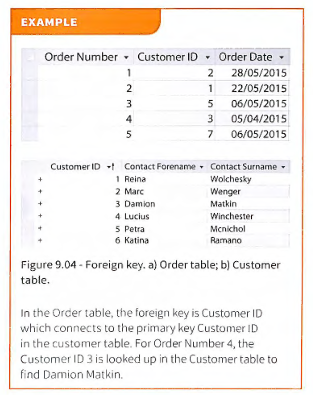 EXAMPLE
Order Number Customer ID Order Date
1 2 28/05/2015
2 1 22/05/2015
3 5 06/05/2015
4 3 05/04/2015
5 7 06/05/2015
Customer ID Contact Forename Contact Surname
+ 1 Reina Wolchesky
+ 2 Marc Wenger
+ 3 Damion Matkin
+ 4 Lucius Winchester
+ 5 Petra Mcnichol
+ 6 Katina Ramano
Figure 9.04 - Foreign key. a) Order table; b) Customer
table.
In the Order table, the foreign key is Customer ID
which connects to the primary key Customer ID
in the customer table. For Order Number 4, the
Customer ID 3 is looked up in the Customer table to
find Damion Matkin.